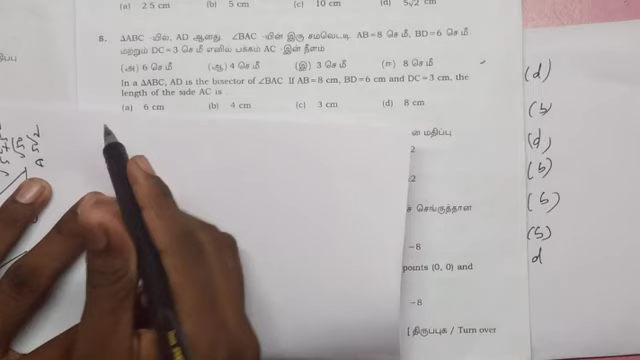 (a) 2.5 cm (b) 5 cm (c) 10 cm (d) 5√2 cm
8. ΔABC -யில், AD ஆனது ∠BAC -யின் இரு சமவெட்டி. AB=8 செ.மீ, BD=6 செ.மீ
மற்றும் DC=3 செ.மீ எனில் பக்கம் AC -இன் நீளம்
(அ) 6 செ.மீ (ஆ) 4 செ.மீ (இ) 3 செ.மீ (ஈ) 8 செ.மீ
In a ΔABC, AD is the bisector of ∠BAC If AB=8 cm, BD=6 cm and DC=3 cm, the
length of the side AC is
(a) 6 cm (b) 4 cm (c) 3 cm (d) 8 cm
ன் மதிப்பு
2
செங்குத்தான
-8
points (0, 0) and
-8
[ திருப்புக / Turn over
(d)
(b)
(d)
(b)
(b)
d